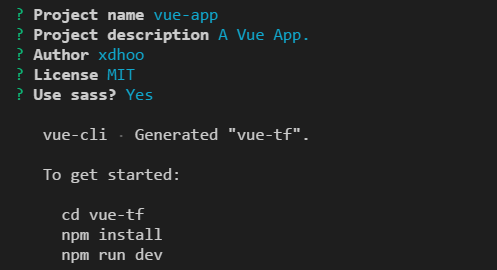 ? Project name vue-app
? Project description A Vue App.
? Author xdhoo
? License MIT
? Use sass? Yes
vue-cli · Generated "vue-tf".
To get started:
cd vue-tf
npm install
npm run dev